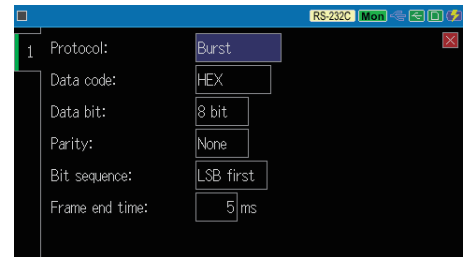 RS-232C Mon
1
Protocol: Burst
Data code: HEX
Data bit: 8 bit
Parity: None
Bit sequence: LSB first
Frame end time: 5 ms